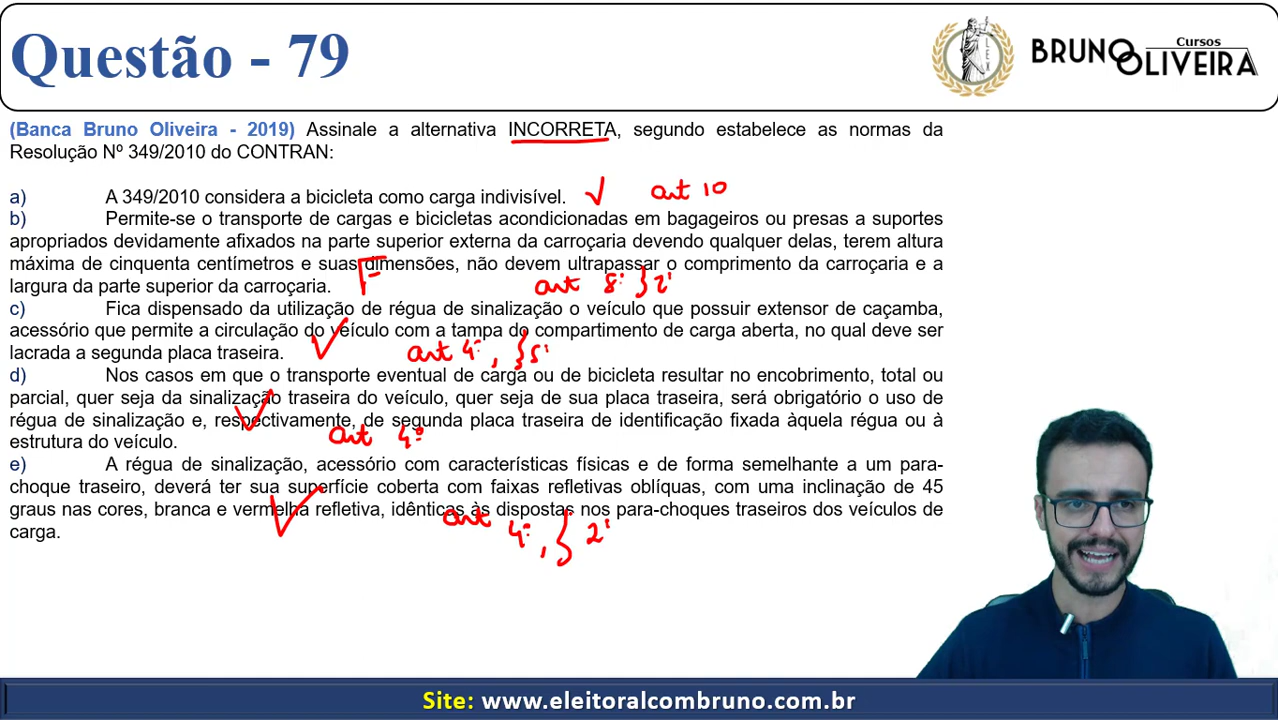 Questão - 79
Cursos
BRUNO OLIVEIRA
LEX
(Banca Bruno Oliveira - 2019) Assinale a alternativa INCORRETA, segundo estabelece as normas da
Resolução Nº 349/2010 do CONTRAN:
a) A 349/2010 considera a bicicleta como carga indivisível. √ art 10
b) Permite-se o transporte de cargas e bicicletas acondicionadas em bagageiros ou presas a suportes
apropriados devidamente afixados na parte superior externa da carroçaria devendo qualquer delas, terem altura
máxima de cinquenta centímetros e suas dimensões, não devem ultrapassar o comprimento da carroçaria e a
largura da parte superior da carroçaria. F art 8º § 2º
c) Fica dispensado da utilização de régua de sinalização o veículo que possuir extensor de caçamba,
acessório que permite a circulação do veículo com a tampa do compartimento de carga aberta, no qual deve ser
lacrada a segunda placa traseira. √ art 4º, §
d) Nos casos em que o transporte eventual de carga ou de bicicleta resultar no encobrimento, total ou
parcial, quer seja da sinalização traseira do veículo, quer seja de sua placa traseira, será obrigatório o uso de
régua de sinalização e, respectivamente, de segunda placa traseira de identificação fixada àquela régua ou à
estrutura do veículo. √ art 4º
e) A régua de sinalização, acessório com características físicas e de forma semelhante a um para-
choque traseiro, deverá ter sua superfície coberta com faixas refletivas oblíquas, com uma inclinação de 45
graus nas cores, branca e vermelha refletiva, idênticas às dispostas nos para-choques traseiros dos veículos de
carga. √ art 4º, § 2º
Site: www.eleitoralcombruno.com.br